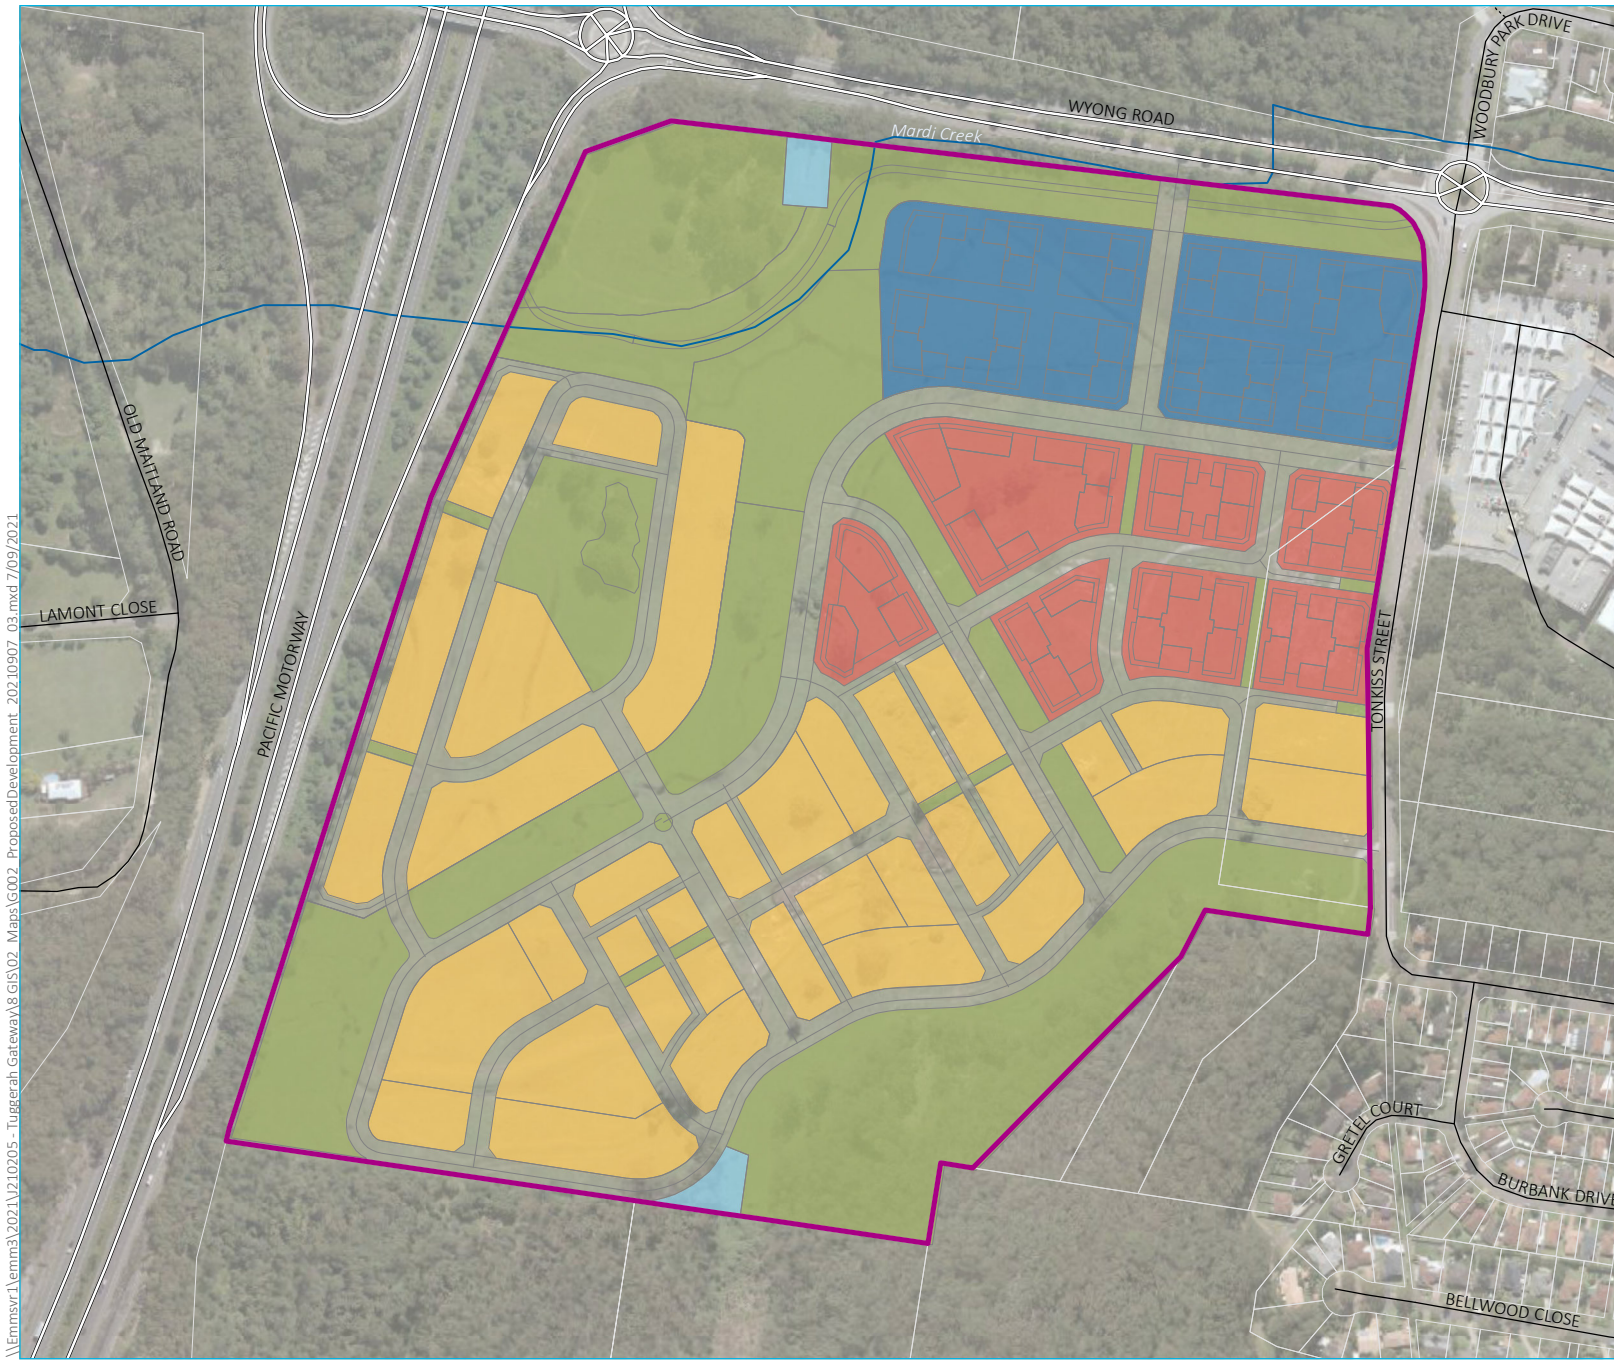 WOODBURY PARK DRIVE
WYONG ROAD
Mardi Creek
OLD MAITLAND ROAD
LAMONT CLOSE
PACIFIC MOTORWAY
TONKISS STREET
GRETEL COURT
BURBANK DRIVE
BELLWOOD CLOSE
\\Emmsvr1\emm3\2021\J210205 - Tuggerah Gateway\8 GIS\02_Maps\G002_ProposedDevelopment_20210907_03.mxd 7/09/2021